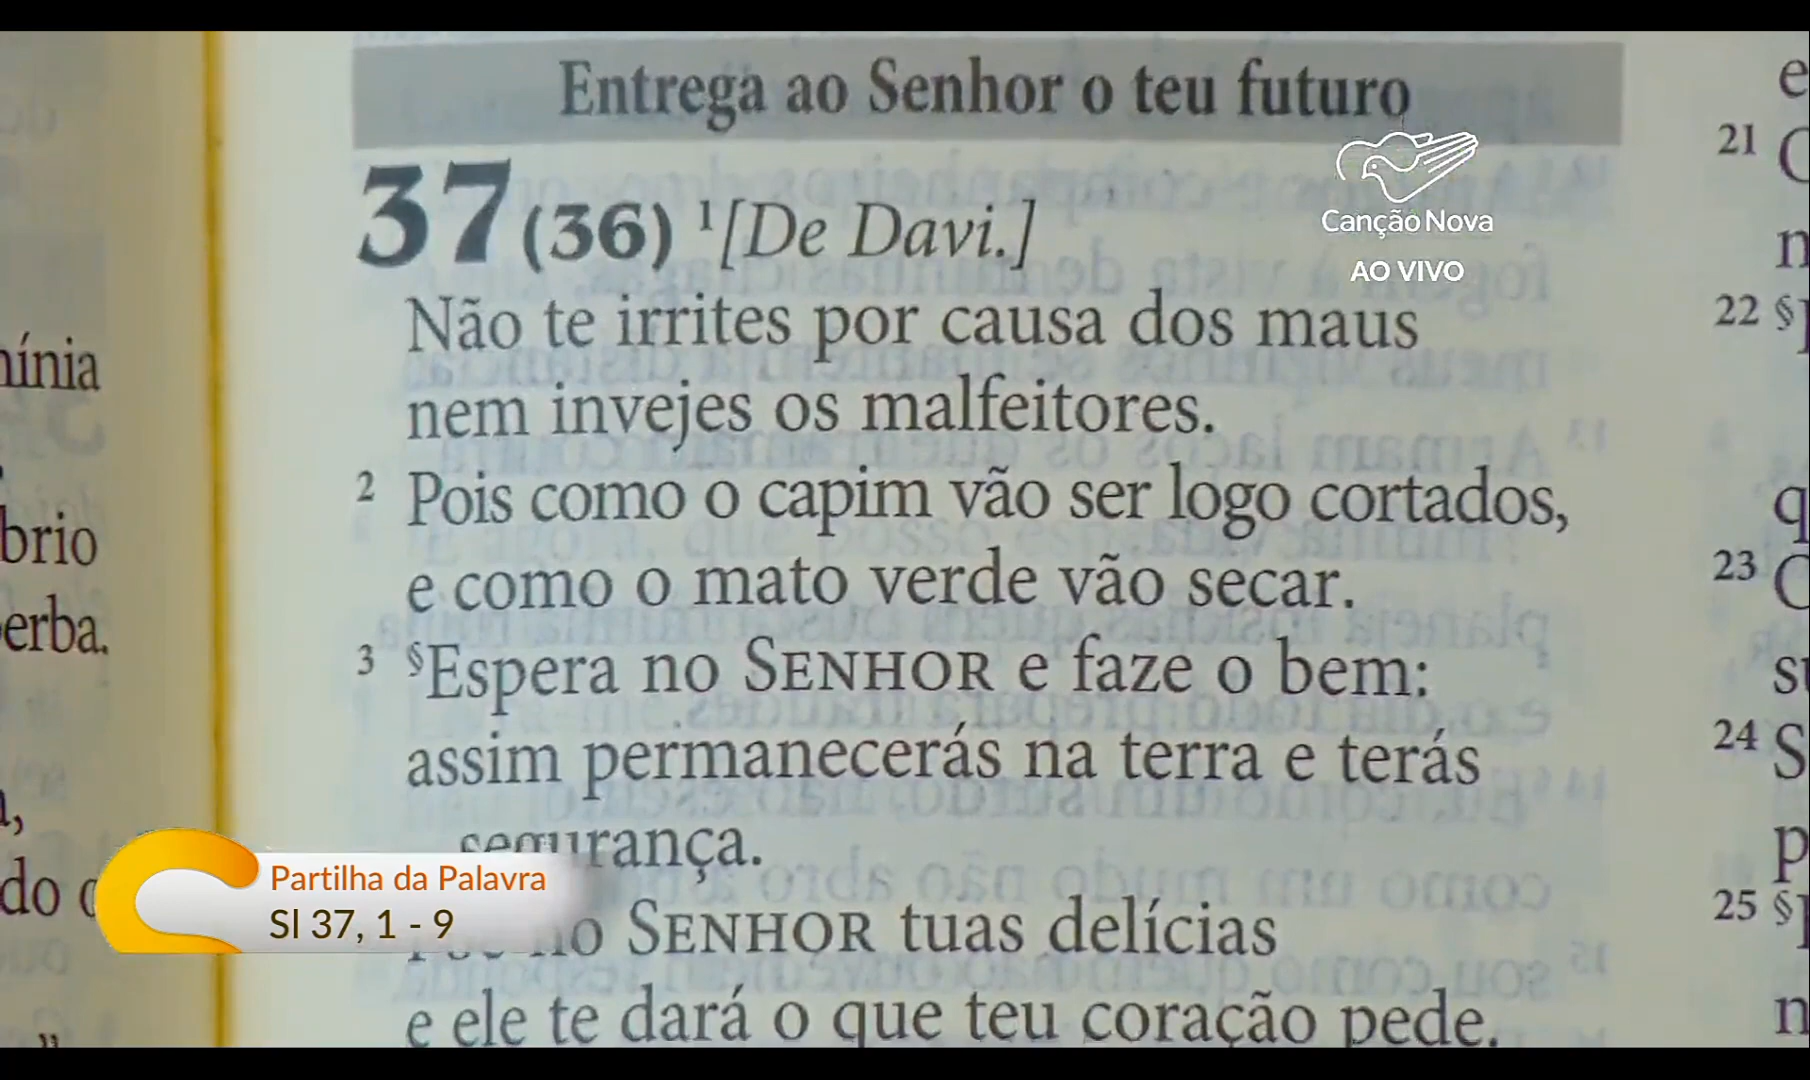 Entrega ao Senhor o teu futuro
37 (36) ¹[De Davi.]
Não te irrites por causa dos maus
nem invejes os malfeitores.
2 Pois como o capim vão ser logo cortados,
e como o mato verde vão secar.
3 §Espera no SENHOR e faze o bem:
assim permanecerás na terra e terás
segurança.
no SENHOR tuas delícias
e ele te dará o que teu coração pede.
Canção Nova
AO VIVO
Partilha da Palavra
Sl 37, 1 - 9
brio
do
21
22 §
23
24 S
25 §